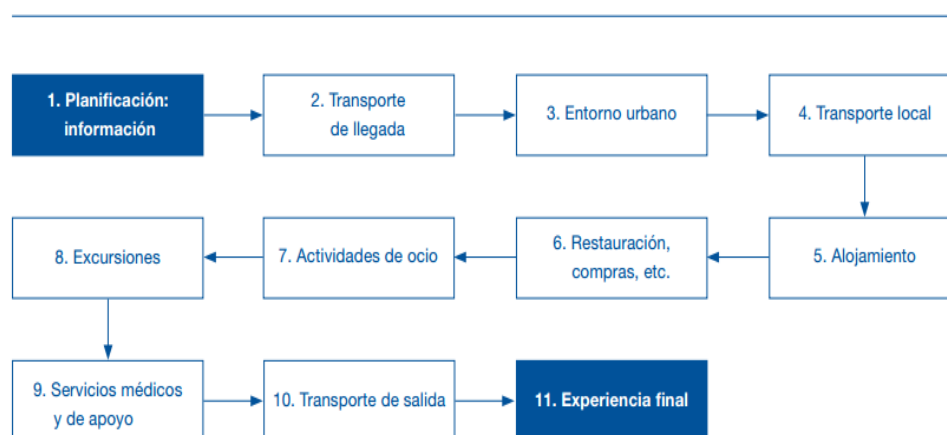 1. Planificación:
información
2. Transporte
de llegada
3. Entorno urbano
4. Transporte local
5. Alojamiento
6. Restauración,
compras, etc.
7. Actividades de ocio
8. Excursiones
9. Servicios médicos
y de apoyo
10. Transporte de salida
11. Experiencia final